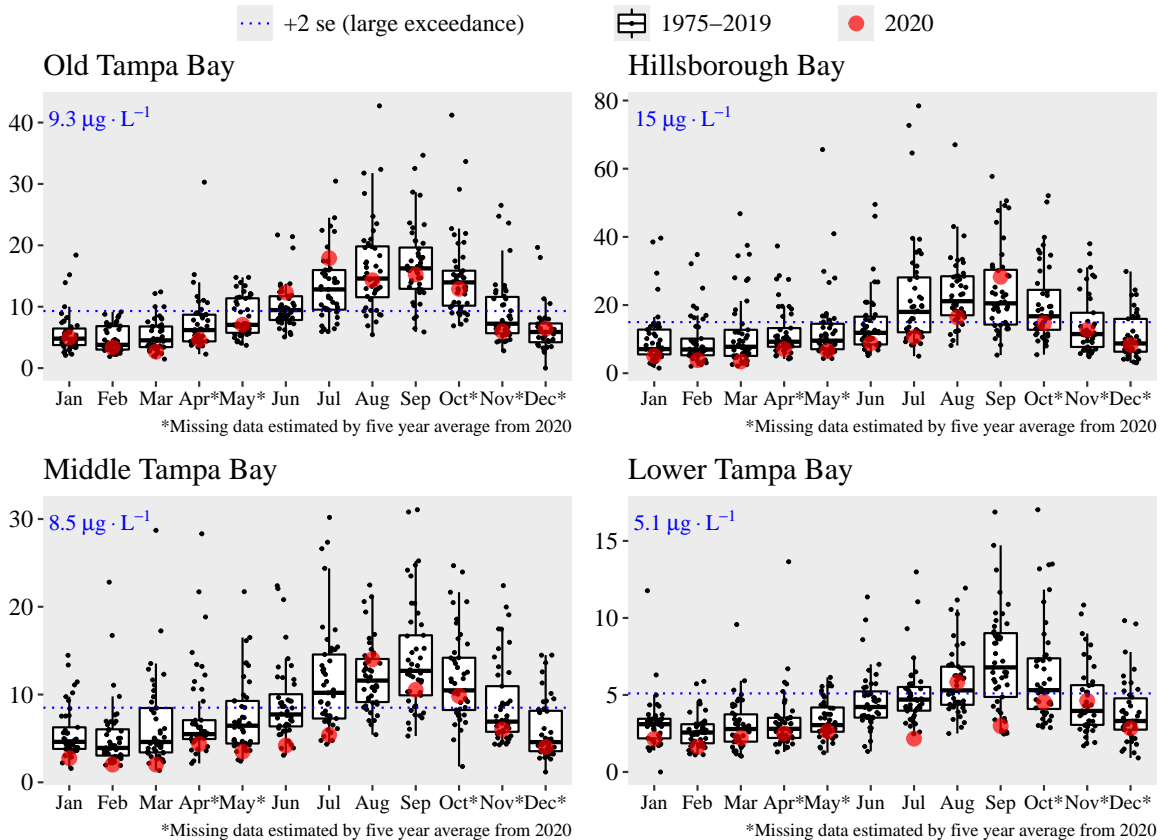 +2 se (large exceedance) 1975–2019 2020
Old Tampa Bay
9.3 μg · L⁻¹
40
30
20
10
0
Jan Feb Mar Apr* May* Jun Jul Aug Sep Oct* Nov* Dec*
*Missing data estimated by five year average from 2020
Hillsborough Bay
15 μg · L⁻¹
80
60
40
20
0
Jan Feb Mar Apr* May* Jun Jul Aug Sep Oct* Nov* Dec*
*Missing data estimated by five year average from 2020
Middle Tampa Bay
8.5 μg · L⁻¹
30
20
10
0
Jan Feb Mar Apr* May* Jun Jul Aug Sep Oct* Nov* Dec*
*Missing data estimated by five year average from 2020
Lower Tampa Bay
5.1 μg · L⁻¹
15
10
5
0
Jan Feb Mar Apr* May* Jun Jul Aug Sep Oct* Nov* Dec*
*Missing data estimated by five year average from 2020